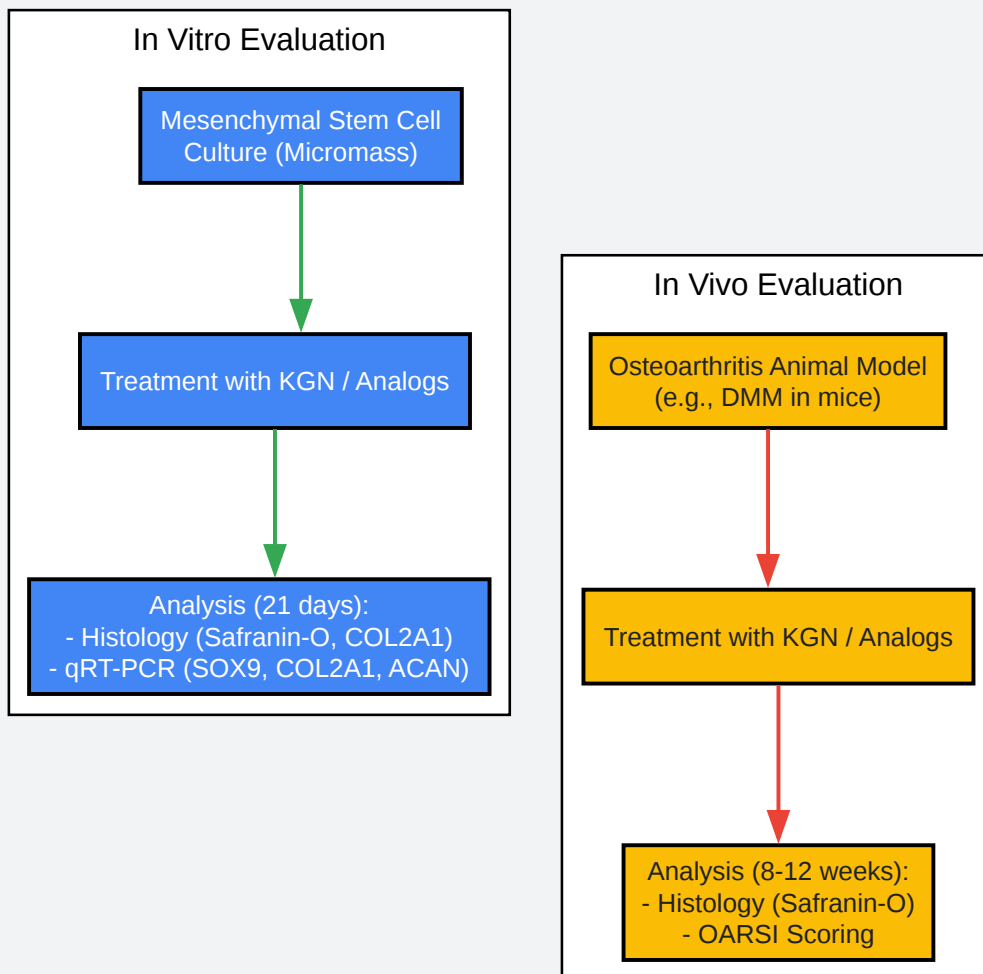 In Vitro Evaluation
Mesenchymal Stem Cell
Culture (Micromass)
Treatment with KGN / Analogs
Analysis (21 days):
- Histology (Safranin-O, COL2A1)
- qRT-PCR (SOX9, COL2A1, ACAN)
In Vivo Evaluation
Osteoarthritis Animal Model
(e.g., DMM in mice)
Treatment with KGN / Analogs
Analysis (8-12 weeks):
- Histology (Safranin-O)
- OARSI Scoring